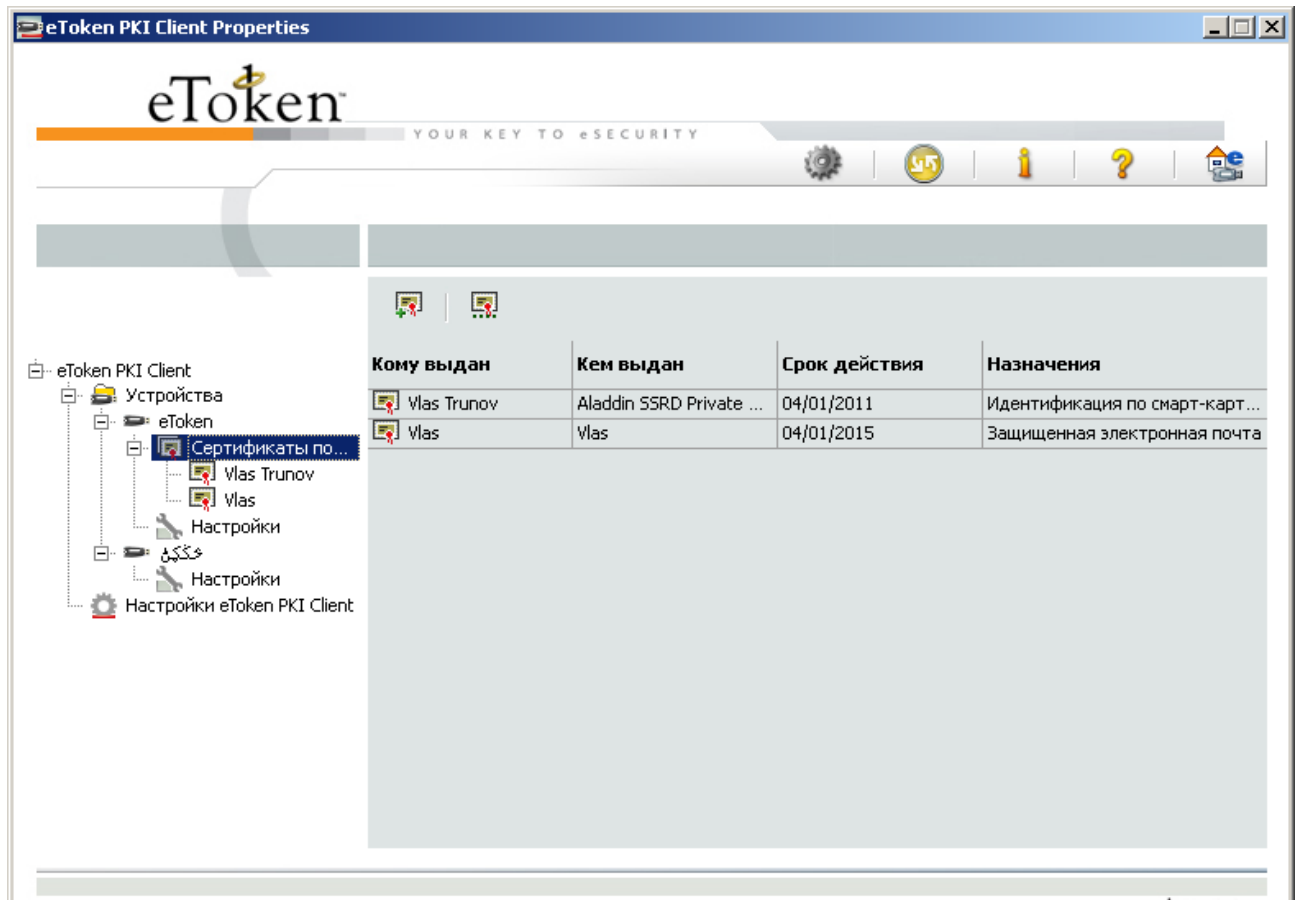 eToken PKI Client Properties
eToken™
YOUR KEY TO eSECURITY
eToken PKI Client
Устройства
eToken
Сертификаты по...
Vlas Trunov
Vlas
Настройки
Настройки
Настройки eToken PKI Client
Кому выдан Кем выдан Срок действия Назначения
Vlas Trunov Aladdin SSRD Private ... 04/01/2011 Идентификация по смарт-карт...
Vlas Vlas 04/01/2015 Защищенная электронная почта